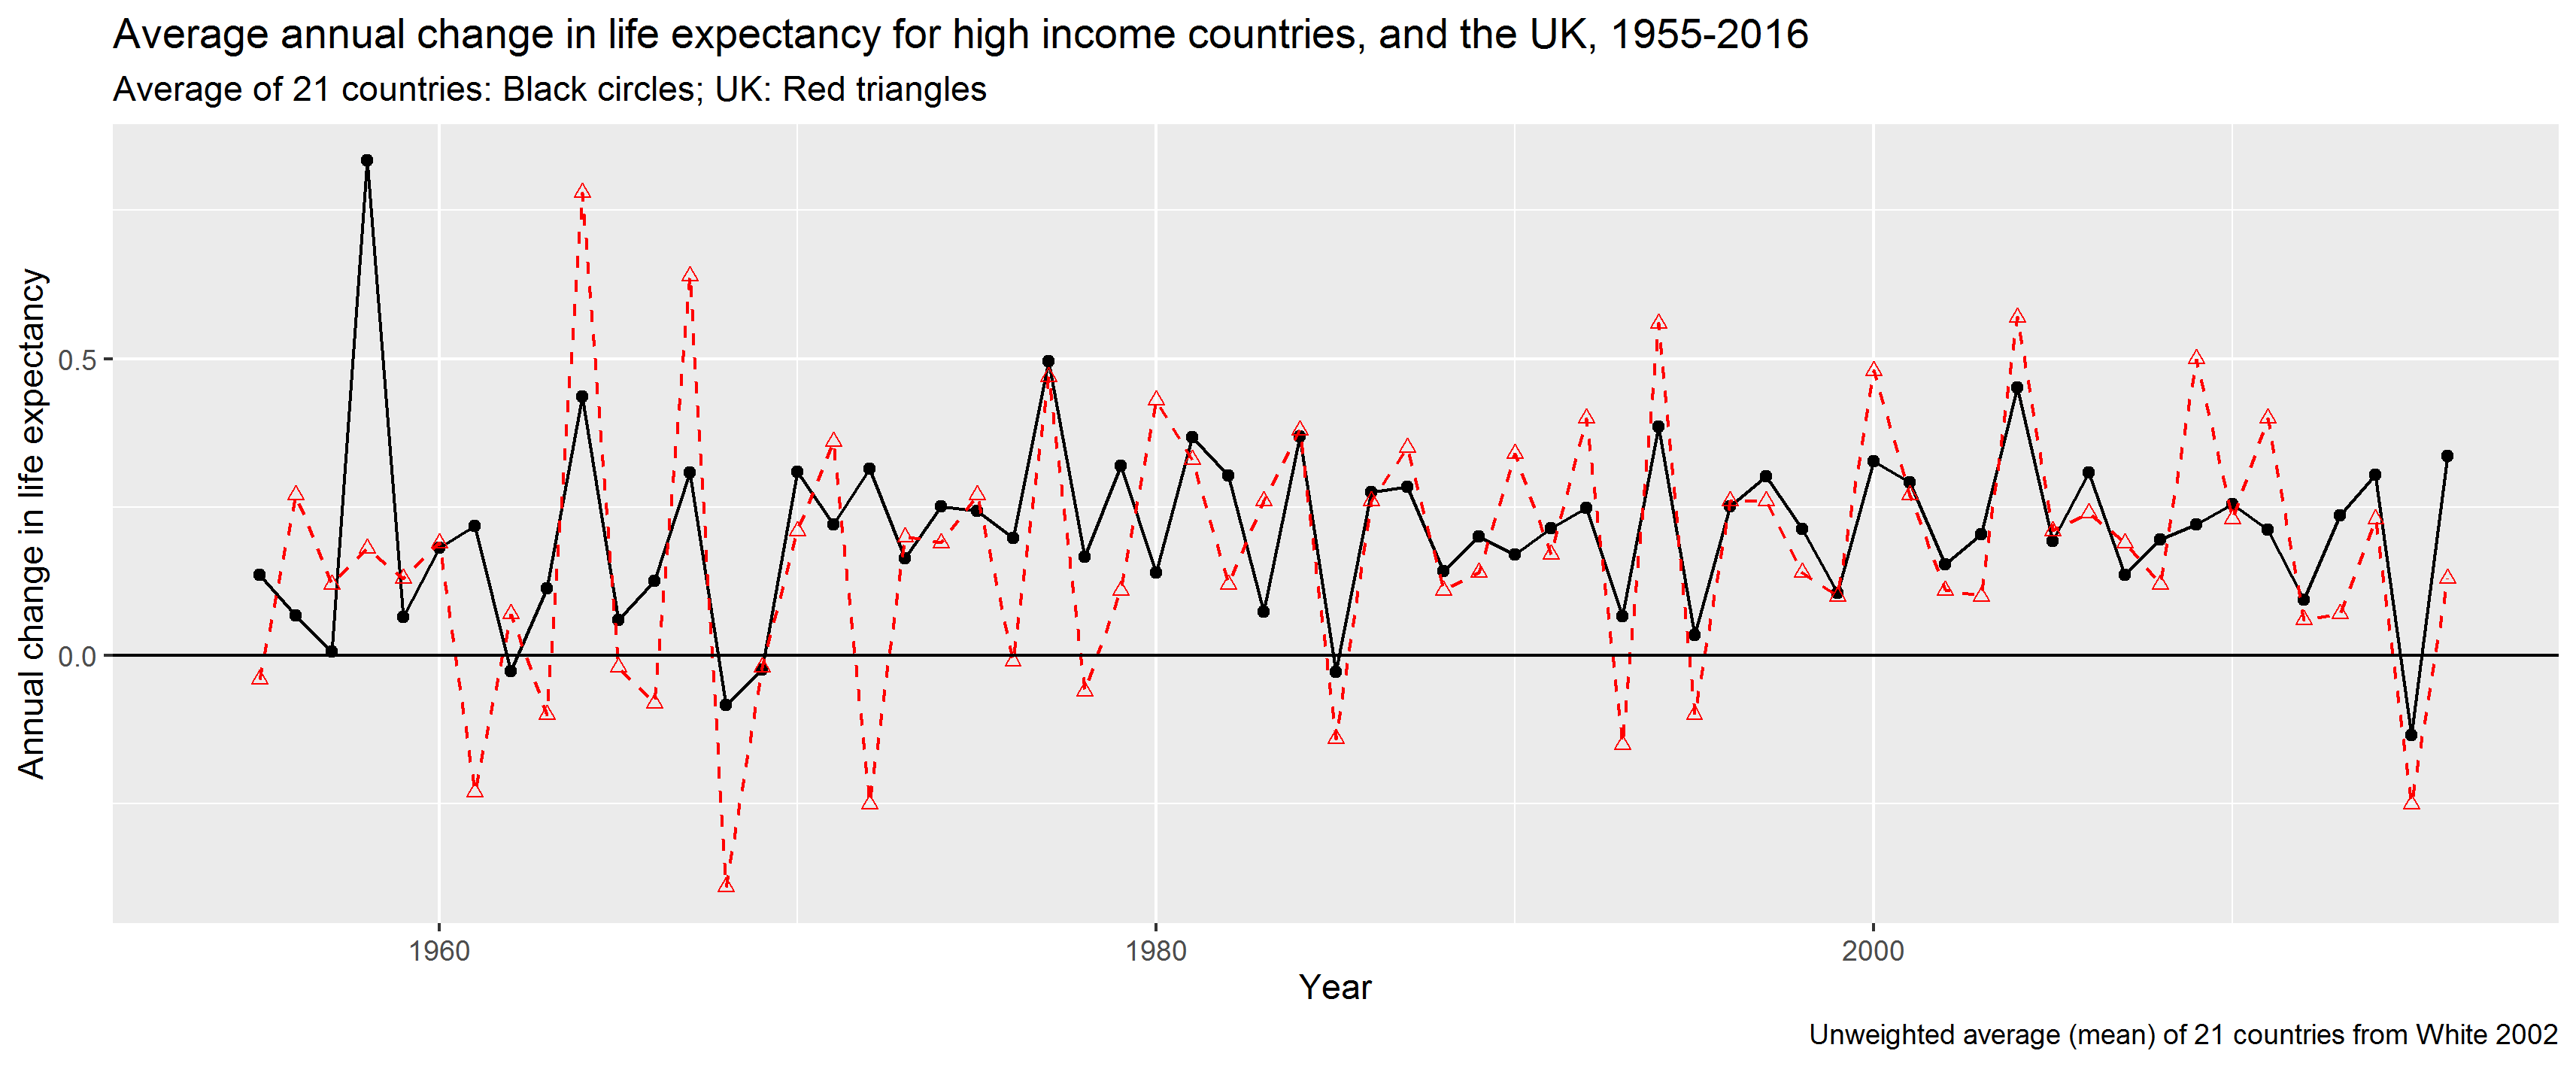 Average annual change in life expectancy for high income countries, and the UK, 1955-2016
Average of 21 countries: Black circles; UK: Red triangles
Annual change in life expectancy
0.5
0.0
1960
1980
2000
Year
Unweighted average (mean) of 21 countries from White 2002